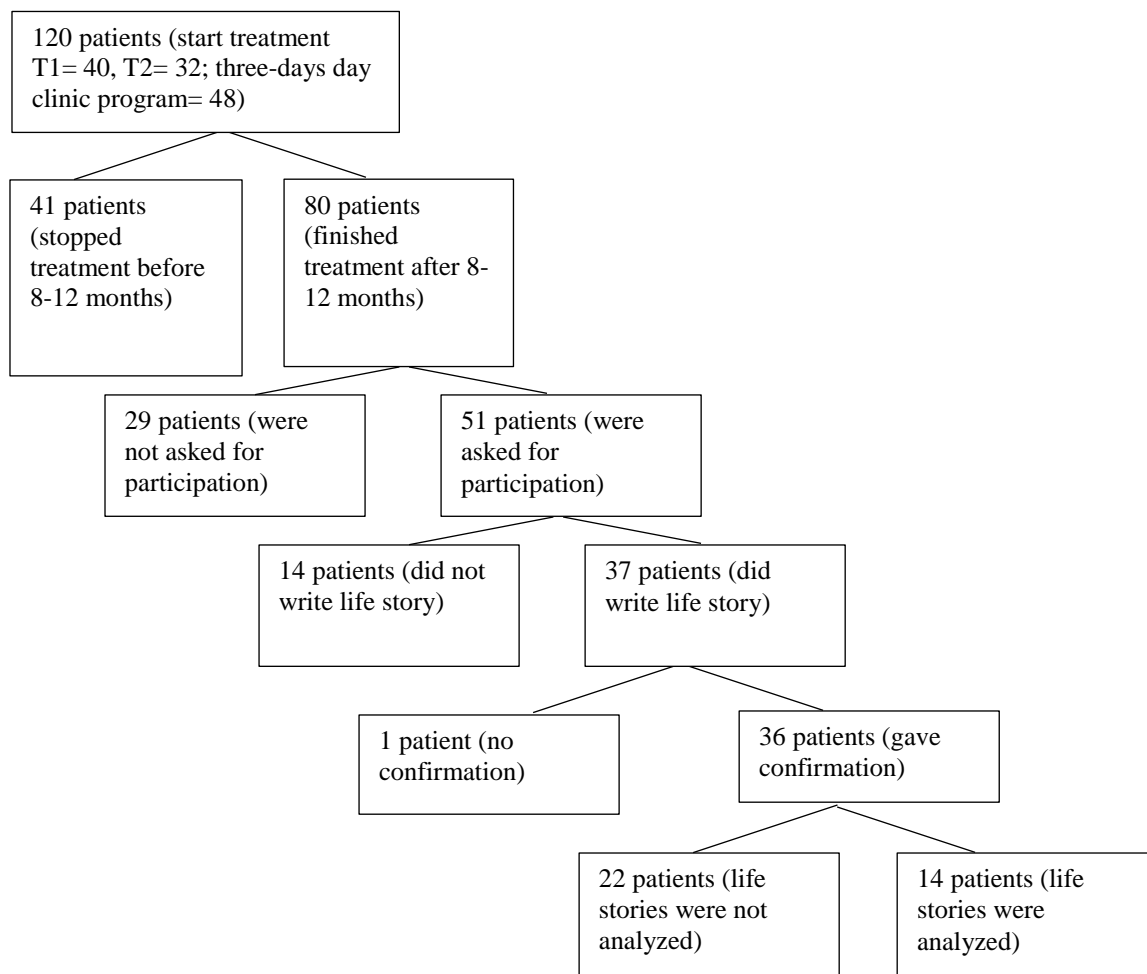 120 patients (start treatment
T1= 40, T2= 32; three-days day
clinic program= 48)
41 patients
(stopped
treatment before
8-12 months)
80 patients
(finished
treatment after 8-
12 months)
29 patients (were
not asked for
participation)
51 patients (were
asked for
participation)
14 patients (did not
write life story)
37 patients (did
write life story)
1 patient (no
confirmation)
36 patients (gave
confirmation)
22 patients (life
stories were not
analyzed)
14 patients (life
stories were
analyzed)